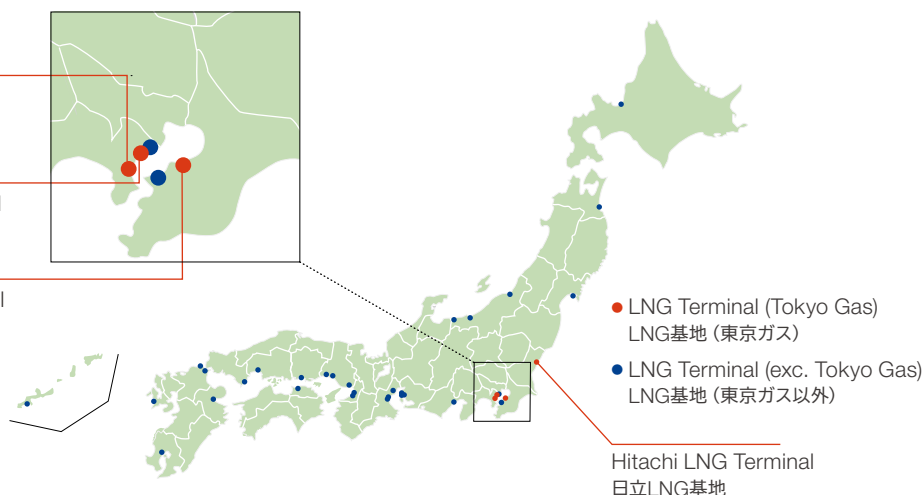 LNG Terminal (Tokyo Gas)
LNG基地 (東京ガス)
LNG Terminal (exc. Tokyo Gas)
LNG基地 (東京ガス以外)
Hitachi LNG Terminal
日立LNG基地